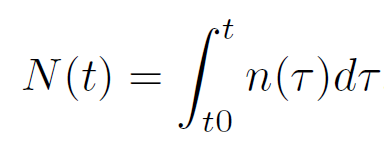 N(t) = ∫_{t0}^{t} n(τ)dτ